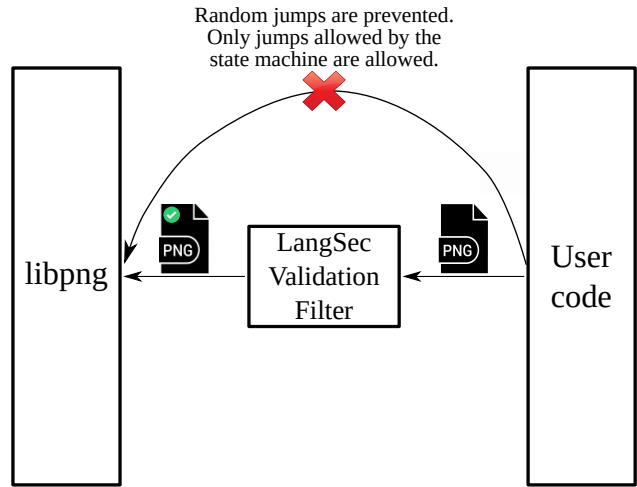 Random jumps are prevented.
Only jumps allowed by the
state machine are allowed.
libpng
PNG
LangSec
Validation
Filter
PNG
User
code